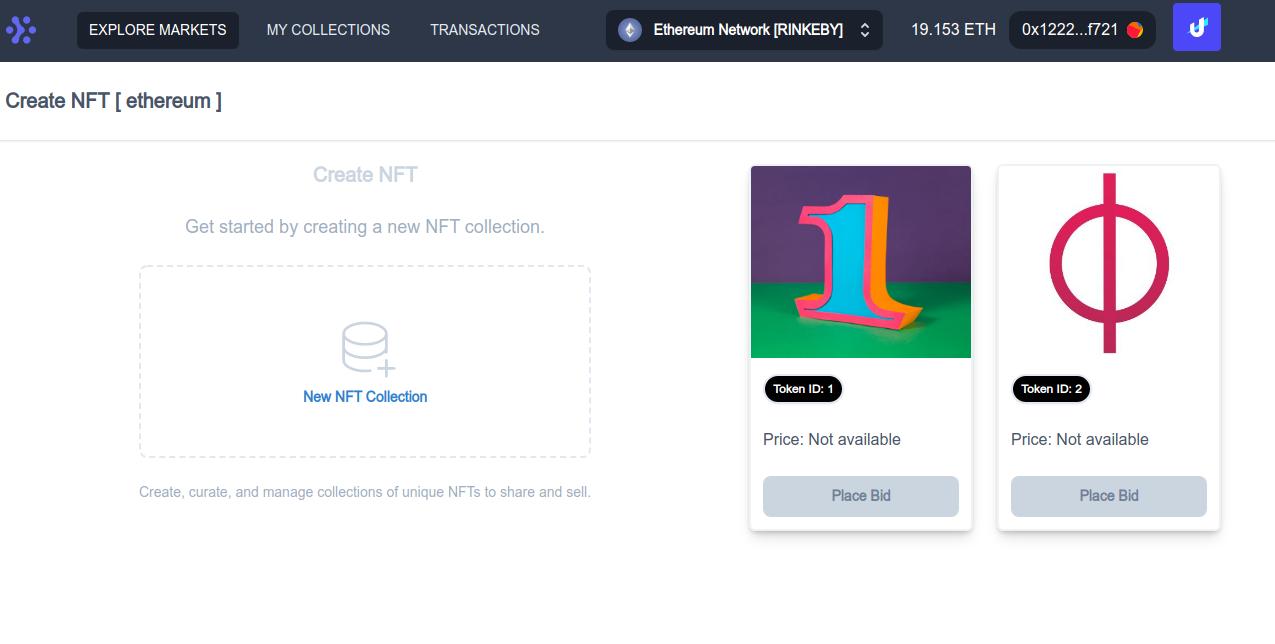 EXPLORE MARKETS MY COLLECTIONS TRANSACTIONS Ethereum Network [RINKEBY] 19.153 ETH 0x1222...f721
Create NFT [ ethereum ]
Create NFT
Get started by creating a new NFT collection.
New NFT Collection
Create, curate, and manage collections of unique NFTs to share and sell.
1
Token ID: 1
Price: Not available
Place Bid
Token ID: 2
Price: Not available
Place Bid